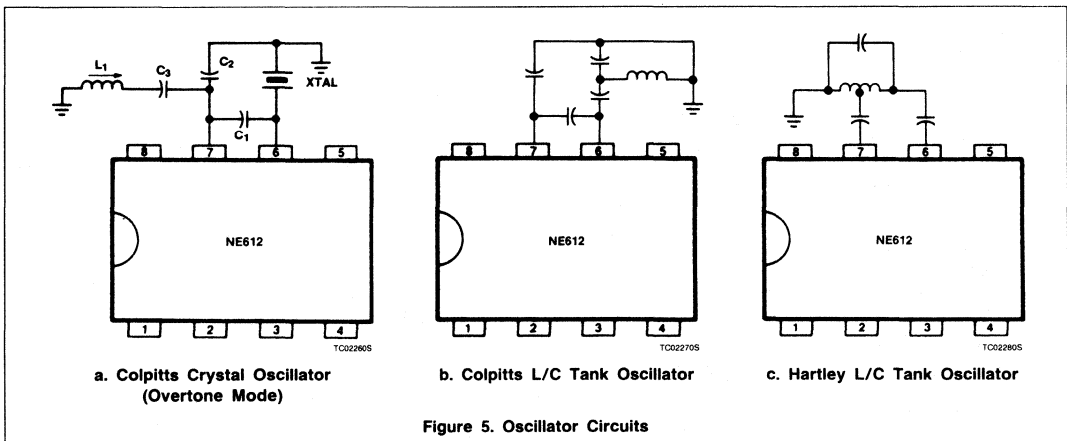 L1
C3
C2
XTAL
C1
8 7 6 5
NE612
1 2 3 4
TC02260S
a. Colpitts Crystal Oscillator
(Overtone Mode)
8 7 6 5
NE612
1 2 3 4
TC02270S
b. Colpitts L/C Tank Oscillator
8 7 6 5
NE612
1 2 3 4
TC02280S
c. Hartley L/C Tank Oscillator
Figure 5. Oscillator Circuits